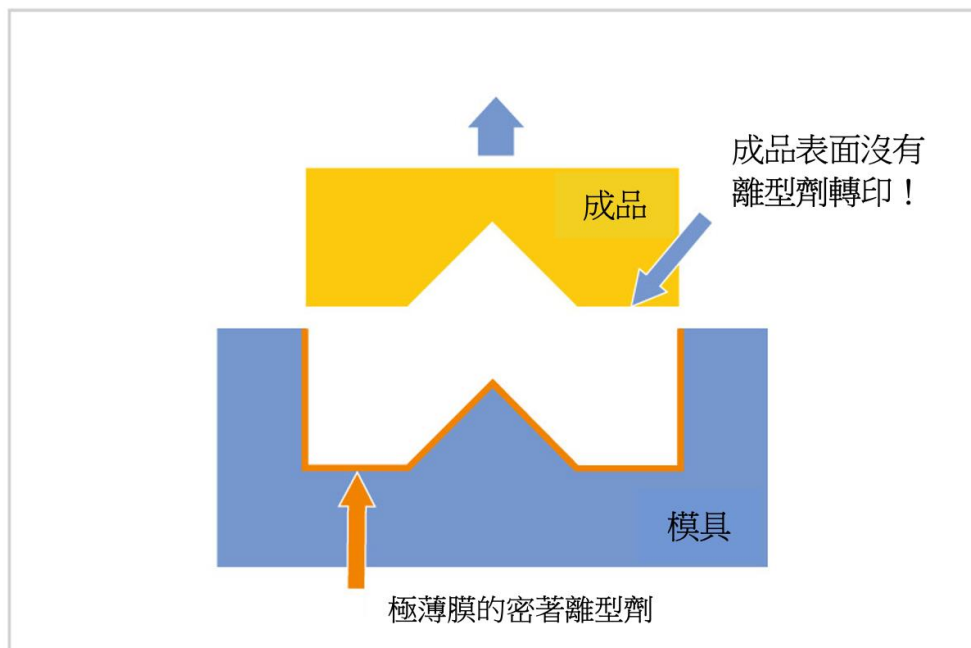 成品表面沒有
離型劑轉印！
成品
模具
極薄膜的密著離型劑